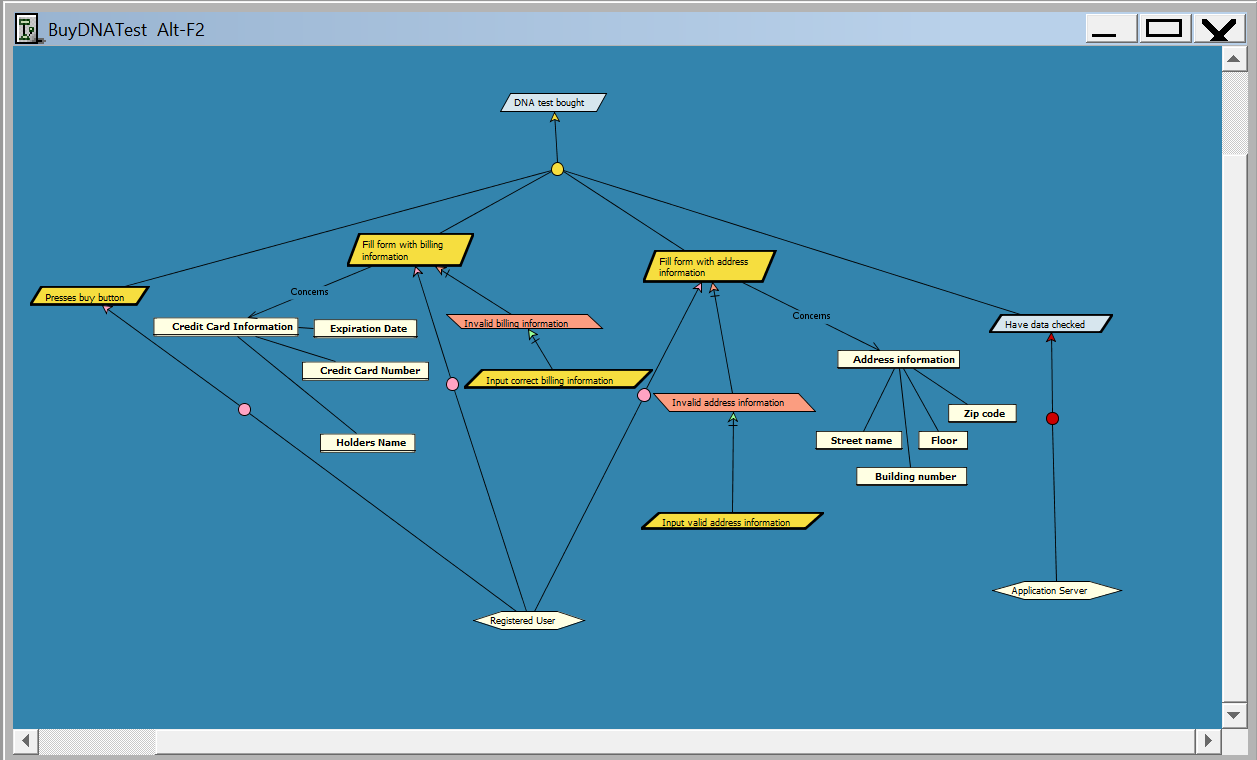 BuyDNATest Alt-F2
DNA test bought
Fill form with billing
information
Fill form with address
information
Presses buy button
Concerns
Concerns
Credit Card Information
Expiration Date
Invalid billing information
Have data checked
Address information
Credit Card Number
Input correct billing information
Invalid address information
Zip code
Holders Name
Street name
Floor
Building number
Input valid address information
Registered User
Application Server